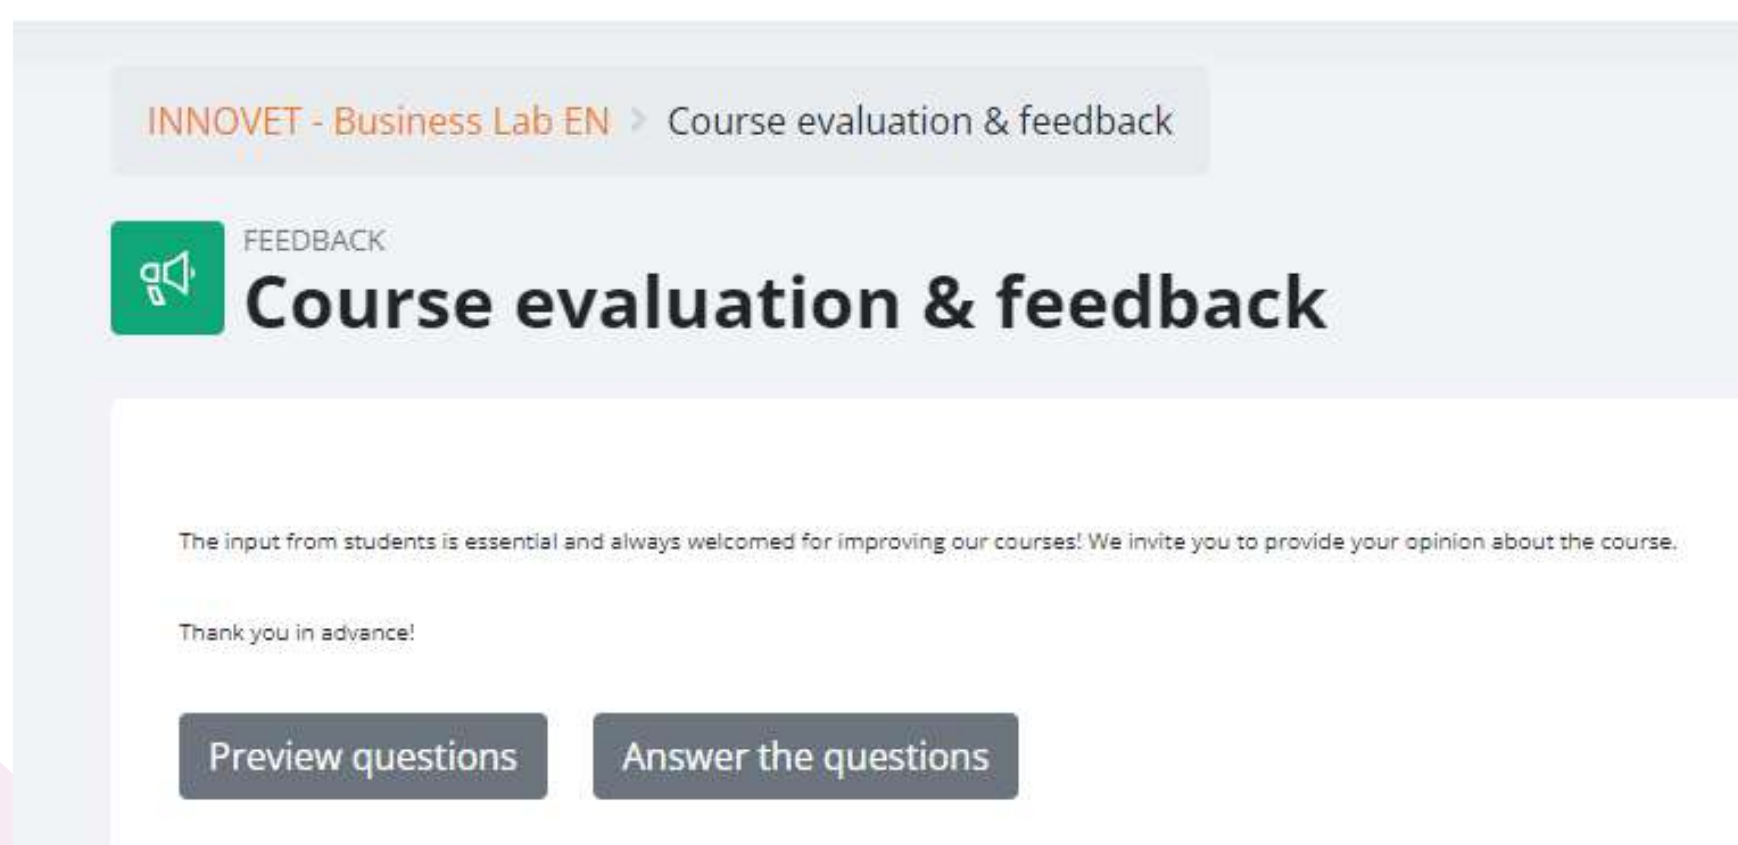 INNOVET - Business Lab EN > Course evaluation & feedback
FEEDBACK
Course evaluation & feedback
The input from students is essential and always welcomed for improving our courses! We invite you to provide your opinion about the course.
Thank you in advance!
Preview questions Answer the questions